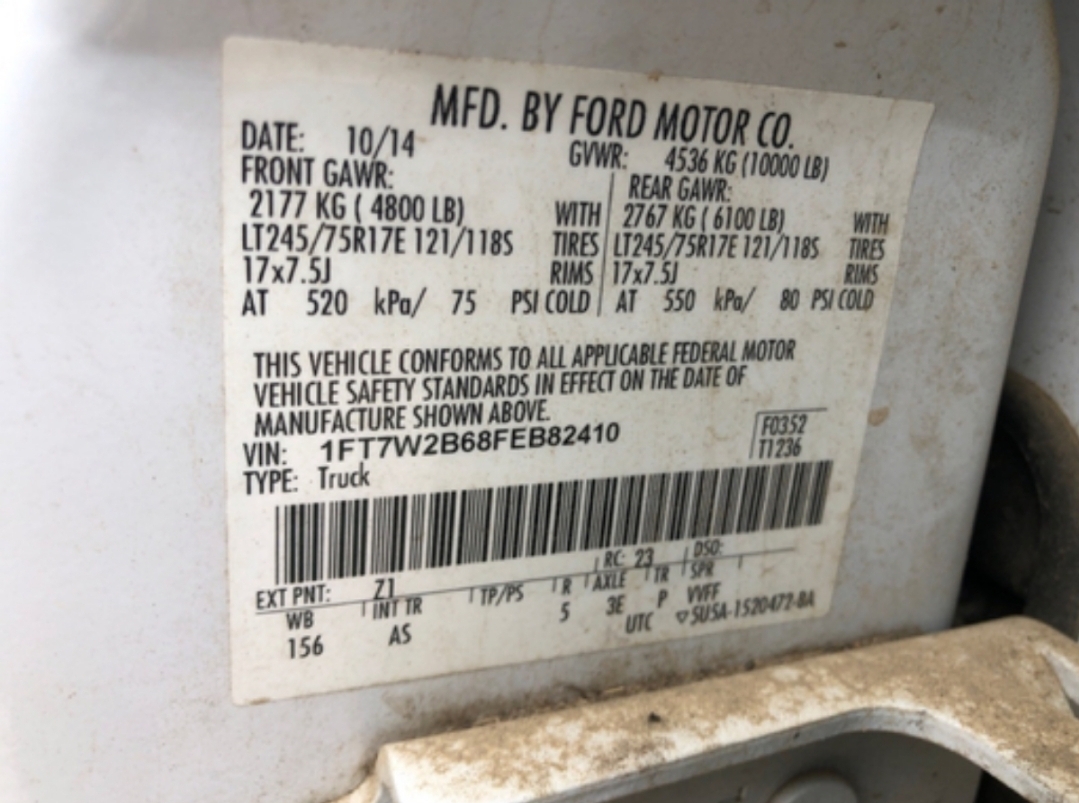 MFD. BY FORD MOTOR CO.
DATE: 10/14 GVWR: 4536 KG (10000 LB)
FRONT GAWR: REAR GAWR:
2177 KG ( 4800 LB) WITH 2767 KG ( 6100 LB) WITH
LT245/75R17E 121/118S TIRES LT245/75R17E 121/118S TIRES
17x7.5J RIMS 17x7.5J RIMS
AT 520 kPa/ 75 PSI COLD AT 550 kPa/ 80 PSI COLD
THIS VEHICLE CONFORMS TO ALL APPLICABLE FEDERAL MOTOR
VEHICLE SAFETY STANDARDS IN EFFECT ON THE DATE OF
MANUFACTURE SHOWN ABOVE.
VIN: 1FT7W2B68FEB82410 F0352
TYPE: Truck T1236
EXT PNT: Z1 RC: 23 DSO:
WB INT TR TP/PS R AXLE TR SPR
156 AS 5 3E P VVFF
UTC ▽SU5A-1520472-BA